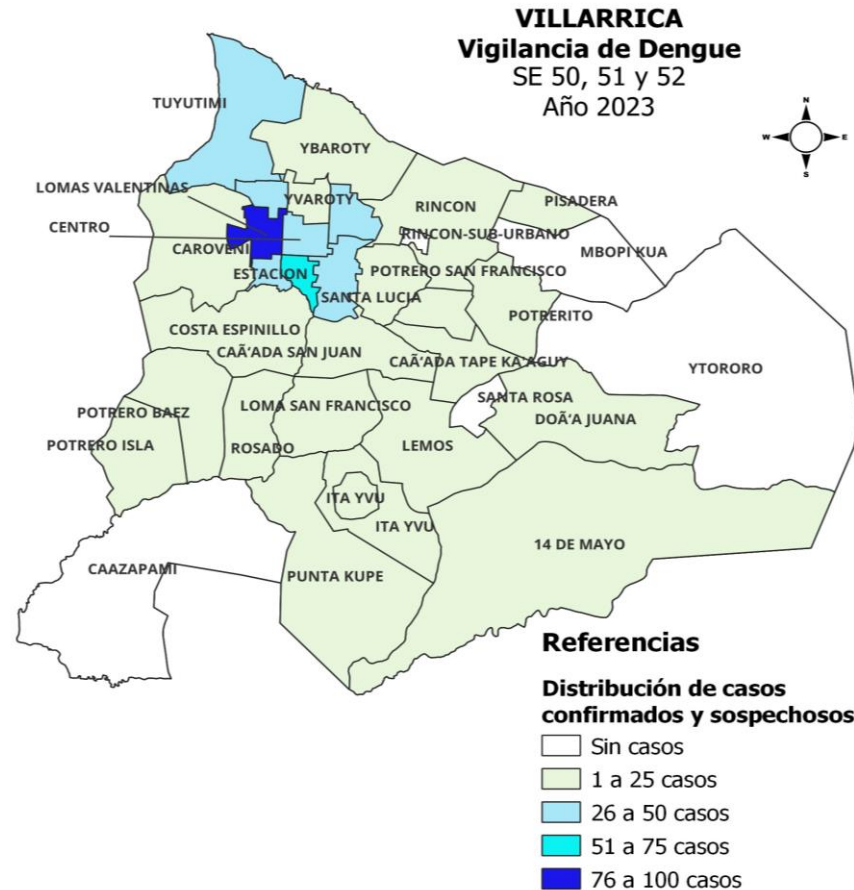 VILLARRICA
Vigilancia de Dengue
SE 50, 51 y 52
Año 2023
N
W
E
S
TUYUTIMI
YBAROTY
LOMAS VALENTINAS
YVAROTY
RINCON
PISADERA
CENTRO
CAROVENI
RINCON-SUB-URBANO
MBOPI KUA
ESTACION
POTRERO SAN FRANCISCO
SANTA LUCIA
POTRERITO
COSTA ESPINILLO
CAÃ'ADA SAN JUAN
CAÃ'ADA TAPE KA'AGUY
YTORORO
SANTA ROSA
POTRERO BAEZ
LOMA SAN FRANCISCO
DOÃ'A JUANA
POTRERO ISLA
ROSADO
LEMOS
ITA YVU
ITA YVU
14 DE MAYO
CAAZAPAMI
PUNTA KUPE
Referencias
Distribución de casos
confirmados y sospechosos
Sin casos
1 a 25 casos
26 a 50 casos
51 a 75 casos
76 a 100 casos